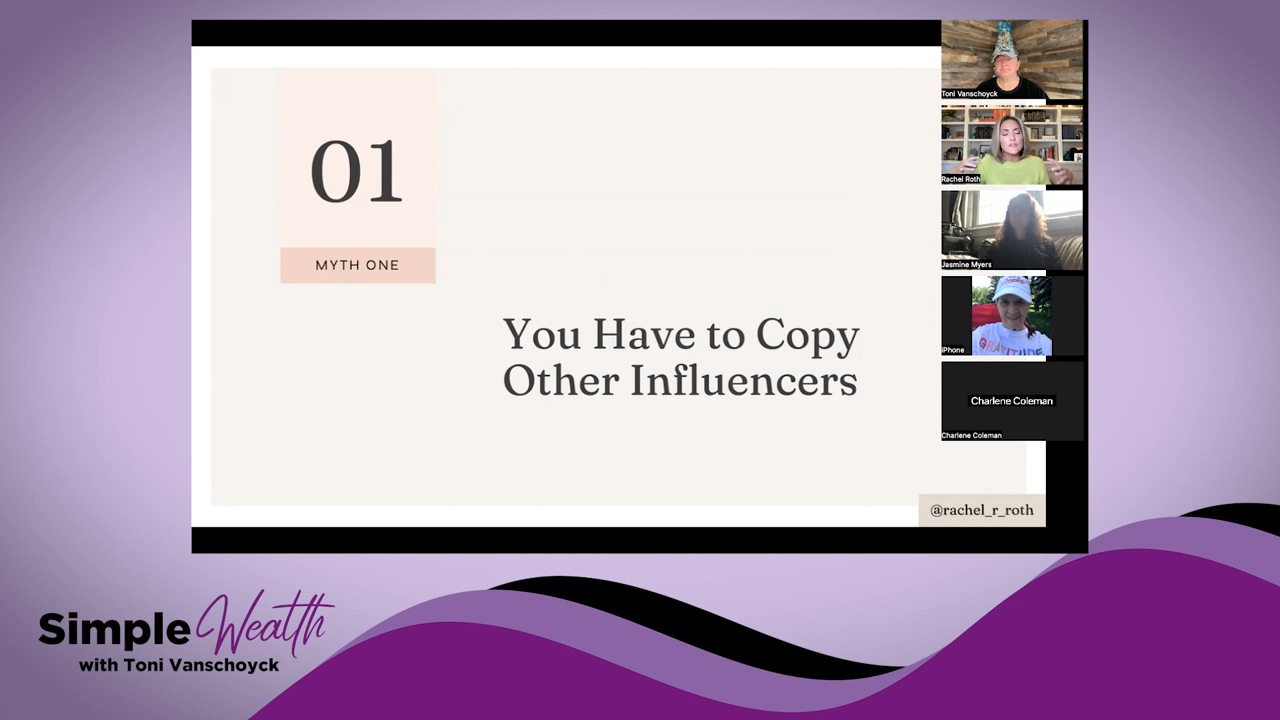 01
MYTH ONE
You Have to Copy
Other Influencers
@rachel_r_roth
Toni Vanschoyck
Rachel Roth
Jasmine Myers
GRATITUDE
iPhone
Charlene Coleman
Charlene Coleman
Simple Wealth
with Toni Vanschoyck